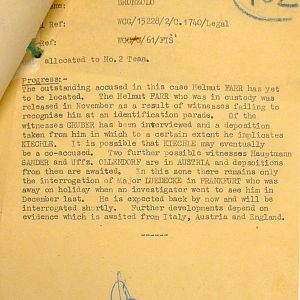 Name: BRONZOLO
Ref: WCG/15228/2/C.1740/Legal
Ref: /61/FIS
allocated to No.2 Team.
Progress:-
The outstanding accused in this case Helmut FARR has yet
to be located. The Helmut FARR who was in custody was
released in November as a result of witnesses failing to
recognise him at an identification parade. Of the
witnesses GRUBER has been interviewed and a deposition
taken from him in which to a certain extent he implicates
KIECHLE. It is possible that KIECHLE may eventually
be a co-accused. Two further possible witnesses Hauptmann
SANDER and Uffz. OLLENDORF are in AUSTRIA and depositions
from them are awaited. In this zone there remains only
the interrogation of Major LUEDECKE in FRANKFURT who was
away on holiday when an investigator went to see him in
December last. He is expected back by now and will be
interrogated shortly. Further developments depend on
evidence which is awaited from Italy, Austria and England.
------